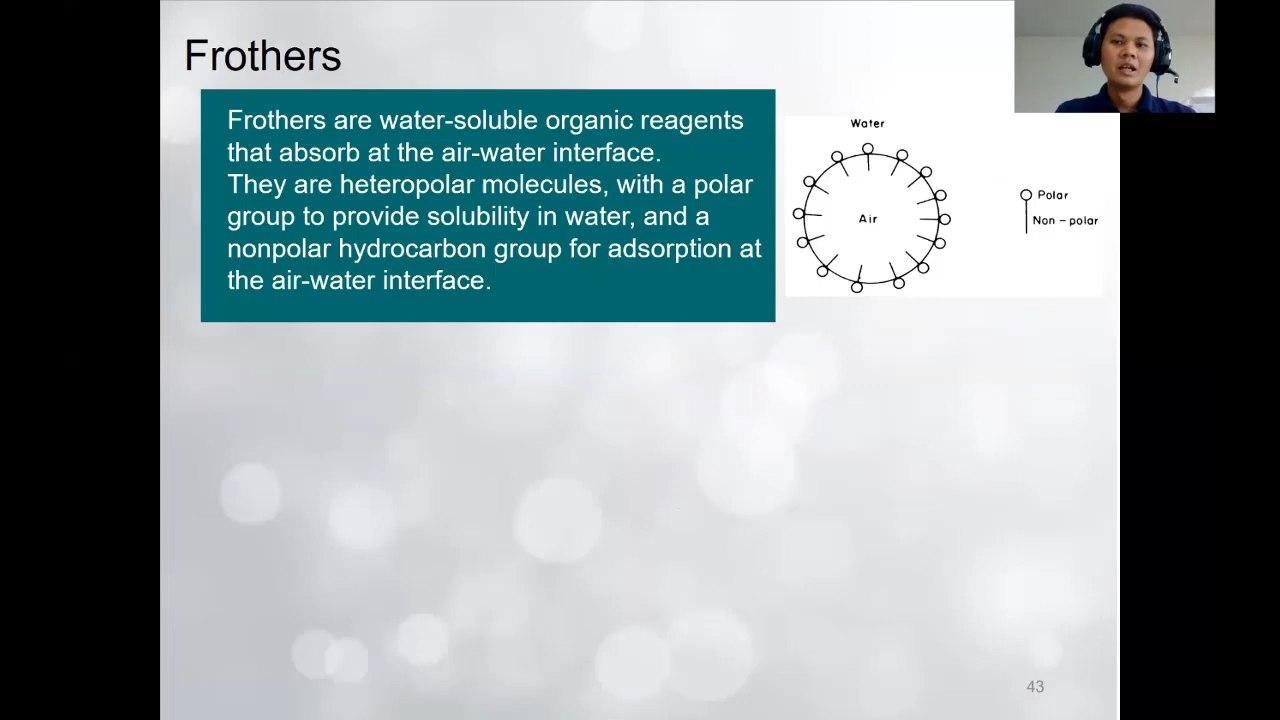 Frothers
Frothers are water-soluble organic reagents
that absorb at the air-water interface.
They are heteropolar molecules, with a polar
group to provide solubility in water, and a
nonpolar hydrocarbon group for adsorption at
the air-water interface.
Water
Air
Polar
Non - polar
43